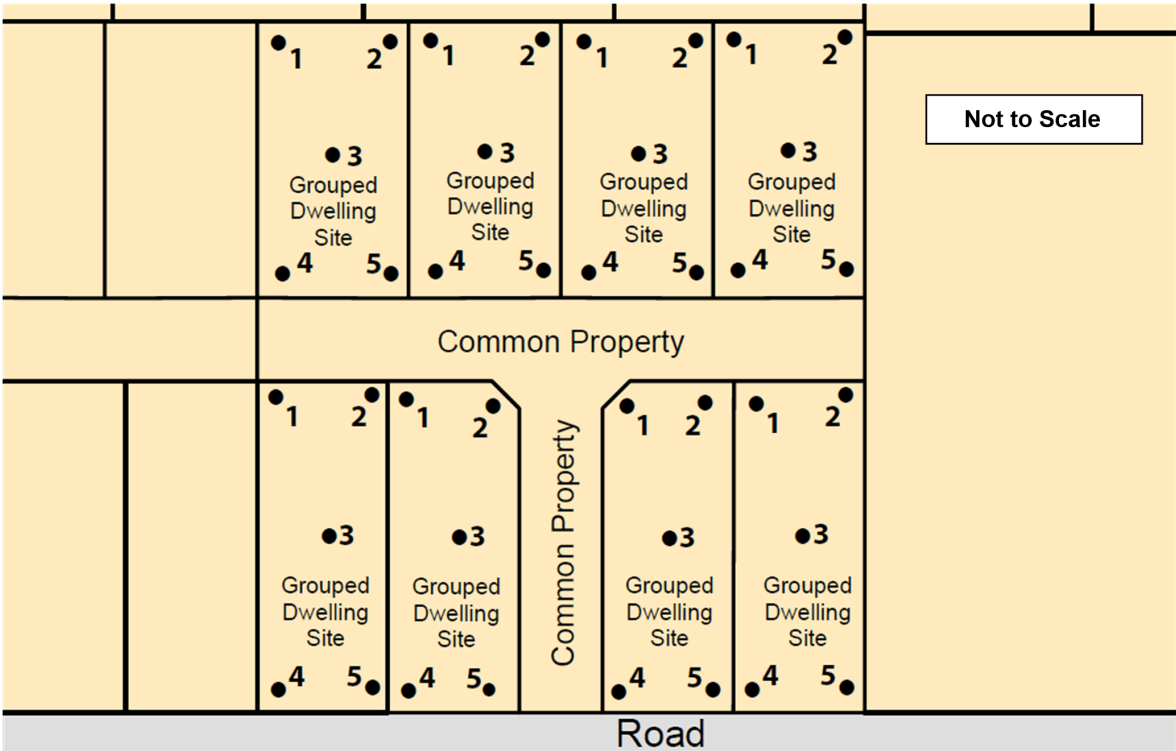 1 2 1 2 1 2 1 2
Not to Scale
3 3 3 3
Grouped Grouped Grouped Grouped
Dwelling Dwelling Dwelling Dwelling
Site Site Site Site
4 5 4 5 4 5 4 5
Common Property
1 2 1 2 1 2 1 2
Common Property
3 3 3 3
Grouped Grouped Grouped Grouped
Dwelling Dwelling Dwelling Dwelling
Site Site Site Site
4 5 4 5 4 5 4 5
Road